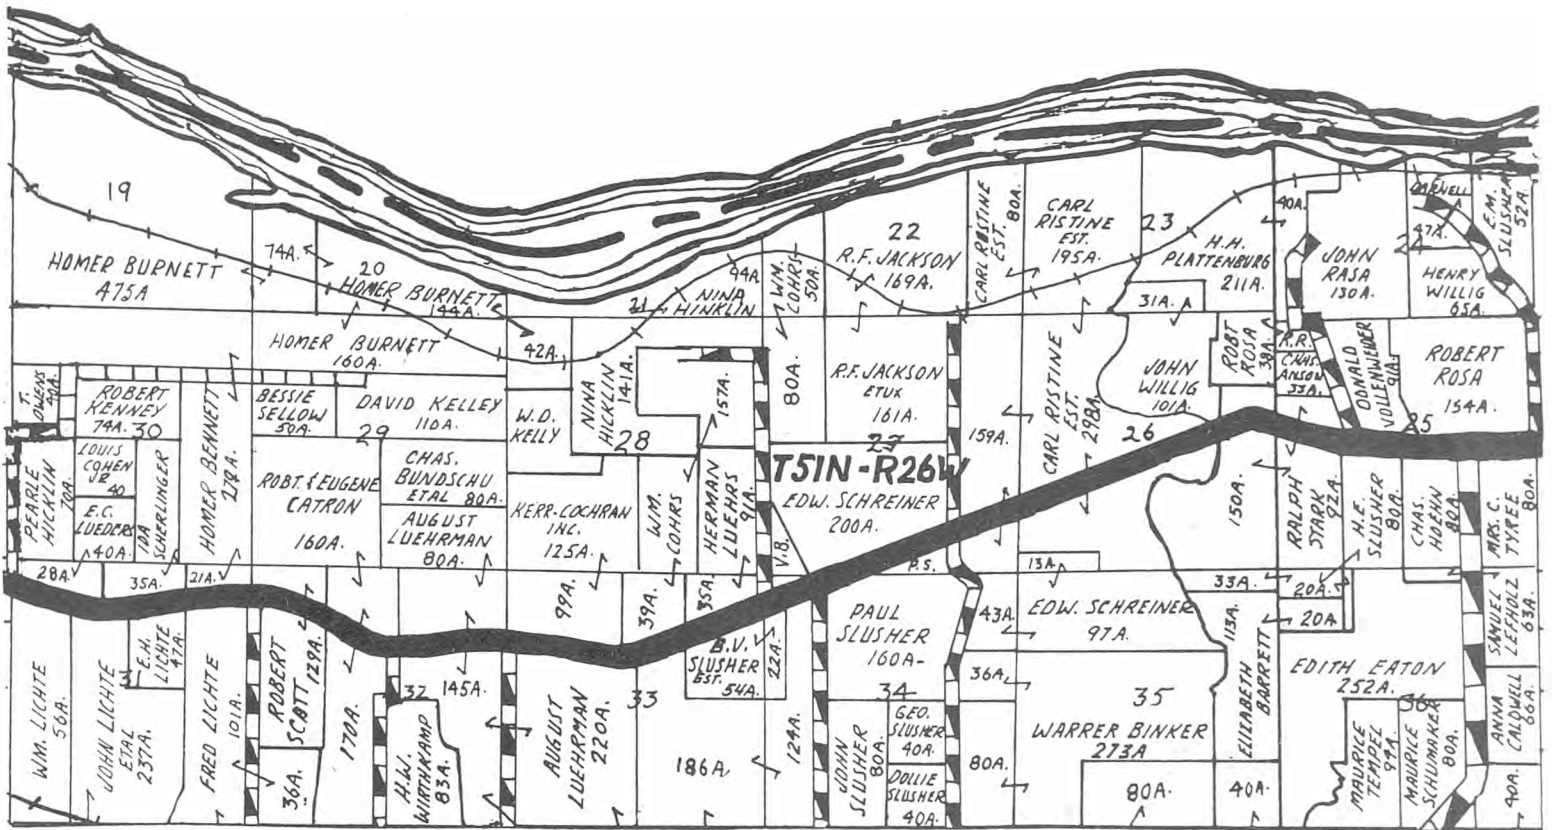 19
HOMER BURNETT
475A
74A.
20
HOMER BURNETT
144A.
HOMER BURNETT
160A.
42A.
21
NINA
HINKLIN
94A
WM.
COHRS
50A.
22
R.F. JACKSON
169A.
CARL RISTINE
EST.
80A.
CARL
RISTINE
EST.
195A.
23
H.H.
PLATTENBURG
211A.
31A.
40A.
JOHN
RASA
130A.
DARNELL
47A.
HENRY
WILLIG
65A.
E.M.
SLUSHER
52A.
T.
OWENS
40A.
ROBERT
KENNEY
74A.
30
LOUIS
COHEN
JR
40
E.C.
LUEDERS
40A.
PEARLE
HICKLIN
70A.
IDA
SCHERLINGER
HOMER BENNETT
BESSIE
SELLOW
50A.
29
DAVID KELLEY
110A.
ROBT. & EUGENE
CATRON
160A.
CHAS.
BUNDSCHU
ETAL 80A.
AUGUST
LUEHRMAN
80A.
W.D.
KELLY
NINA
HICKLIN
141A.
28
157A.
KERR-COCHRAN
INC.
125A.
WM.
COHRS
HERMAN
LUEHRS
91A.
80A.
R.F. JACKSON
ETUX
161A
27
T51N-R26W
EDW. SCHREINER
200A.
V.B.
P.S.
159A.
CARL RISTINE
EST.
298A.
26
JOHN
WILLIG
101A.
ROBT
ROSA
38A.
R.R.
CHAS.
ANSON
33A.
DONALD
VOLLENWEIDER
91A.
25
ROBERT
ROSA
154A.
150A.
RALPH
STARK
92A.
H.E.
SLUSHER
80A.
CHAS.
HUEHN
80A.
MRS. C.
TYREE
80A.
28A.
35A.
21A.
99A.
39A.
35A.
13A.
33A.
20A.
20A.
WM. LICHTE
56A.
JOHN LICHTE
ETAL
237A.
31
E.H.
LICHTE
47A.
FRED LICHTE
101A.
ROBERT
SCOTT
129A.
36A.
170A.
32
145A.
H.W.
WIRTHKAMP
83A.
AUGUST
LUEHRMAN
220A.
33
B.V.
SLUSHER
EST.
54A.
22A.
186A
124A.
PAUL
SLUSHER
160A-
34
JOHN
SLUSHER
80A.
GEO.
SLUSHER
40A.
DOLLIE
SLUSHER
40A.
43A.
36A.
80A.
EDW. SCHREINER
97A.
35
WARRER BINKER
273A
80A.
113A.
ELIZABETH
BARRETT
40A.
EDITH EATON
252A.
36
MAURICE
TEMPEL
94A.
MAURICE
SCHUMAKER
80A.
SAMUEL
LEFHOLZ
63A.
ANNA
CALDWELL
66A.
40A.